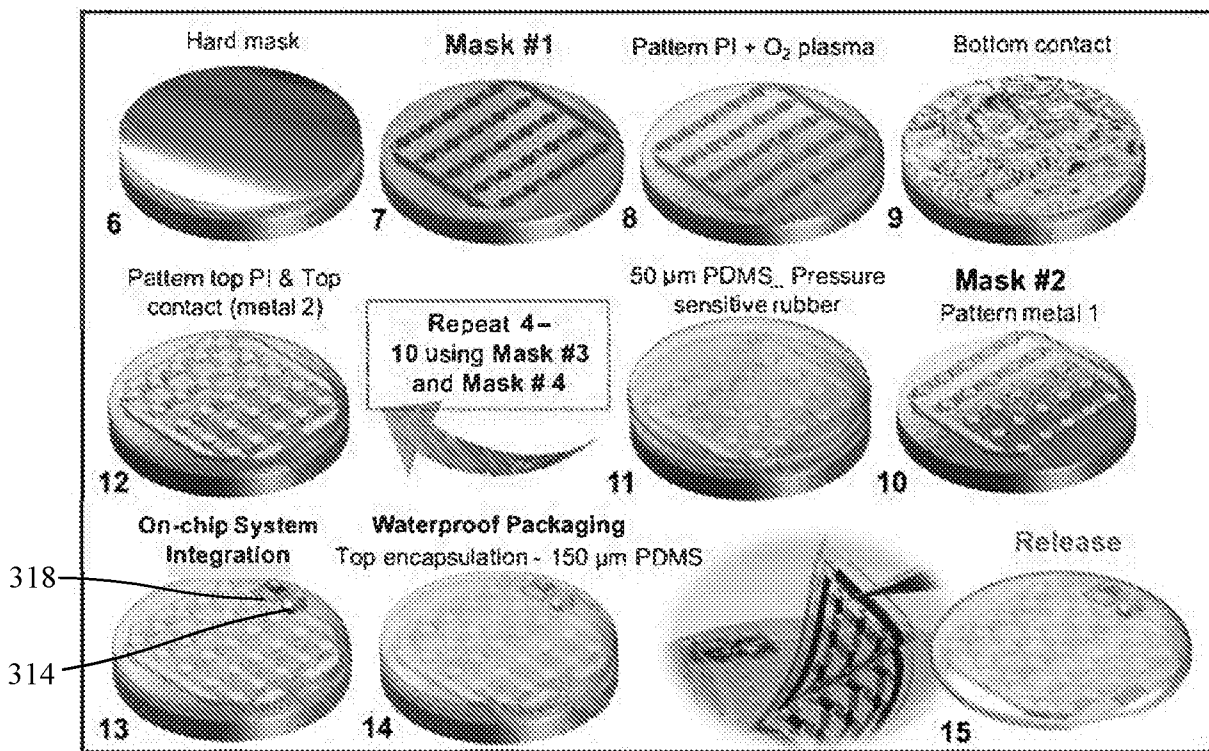 Hard mask
Mask #1
Pattern PI + O₂ plasma
Bottom contact
6
7
8
9
Pattern top PI & Top
contact (metal 2)
Repeat 4–
10 using Mask #3
and Mask # 4
50 µm PDMS_ Pressure
sensitive rubber
Mask #2
Pattern metal 1
12
11
10
On-chip System
Integration
Waterproof Packaging
Top encapsulation - 150 µm PDMS
Release
318
314
13
14
15